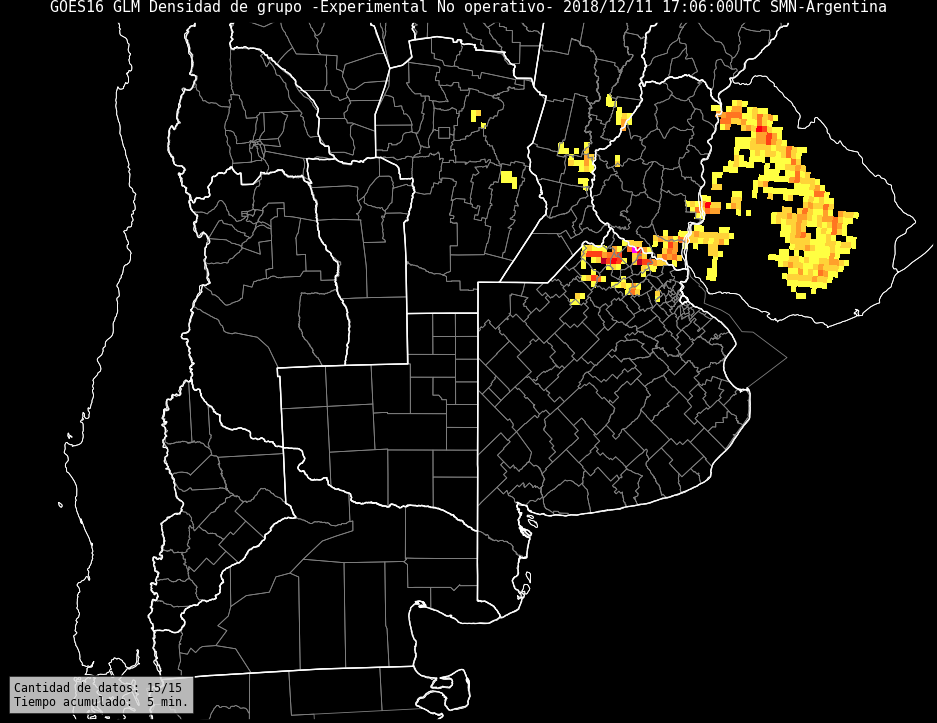 GOES16 GLM Densidad de grupo -Experimental No operativo- 2018/12/11 17:06:00UTC SMN-Argentina
Cantidad de datos: 15/15
Tiempo acumulado:  5 min.